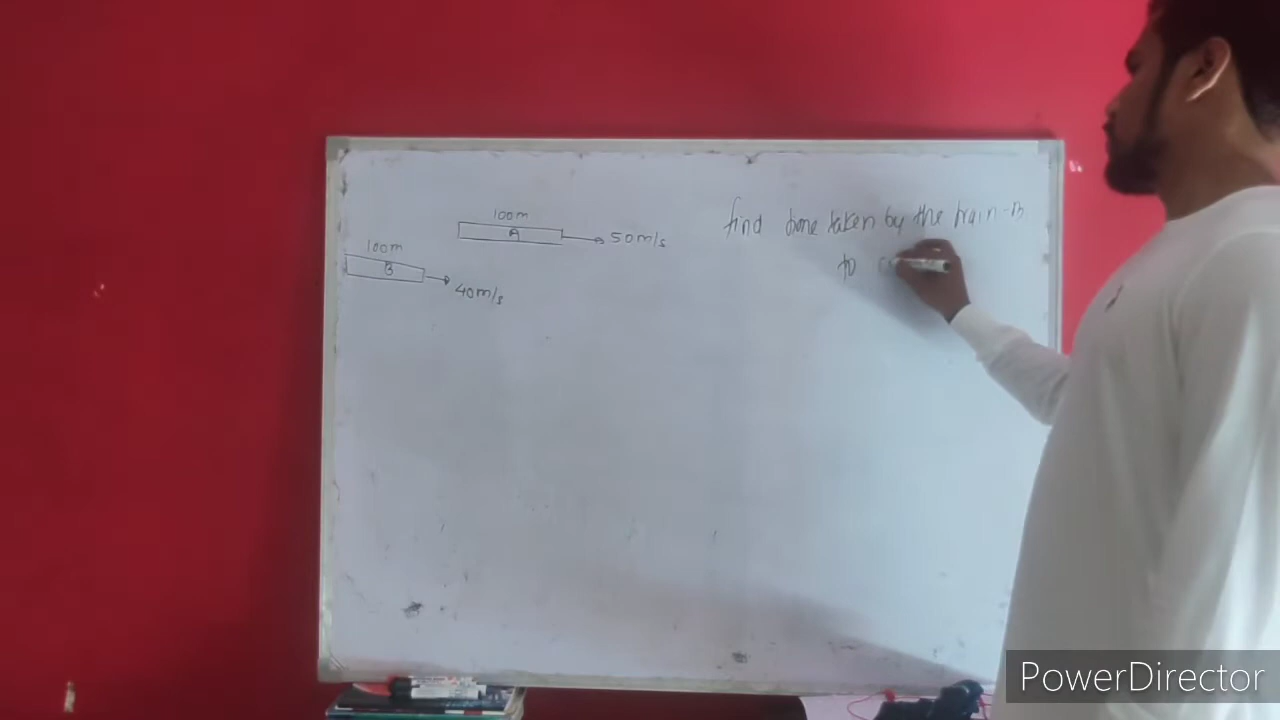 100m
A
50m/s
100m
B
40m/s
find time taken by the train-B
to
PowerDirector